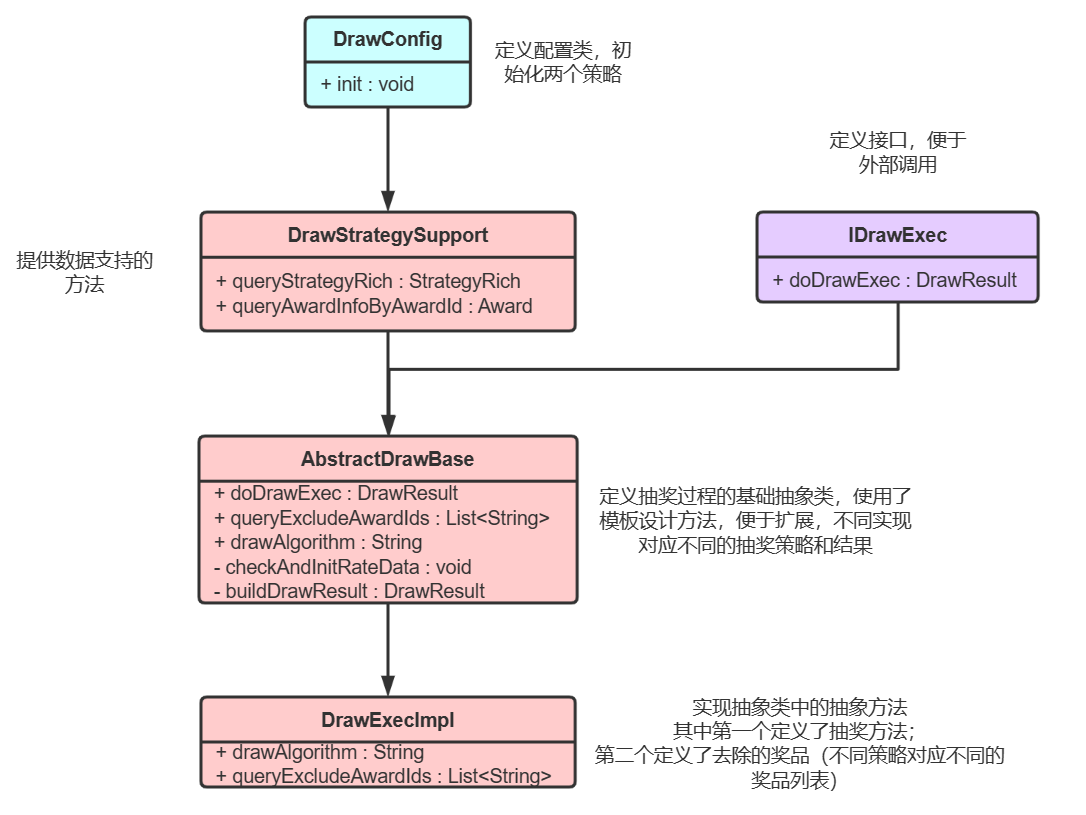 DrawConfig
+ init : void
定义配置类，初
始化两个策略
定义接口，便于
外部调用
提供数据支持的
方法
DrawStrategySupport
+ queryStrategyRich : StrategyRich
+ queryAwardInfoByAwardId : Award
IDrawExec
+ doDrawExec : DrawResult
AbstractDrawBase
+ doDrawExec : DrawResult
+ queryExcludeAwardIds : List<String>
+ drawAlgorithm : String
- checkAndInitRateData : void
- buildDrawResult : DrawResult
定义抽奖过程的基础抽象类，使用了
模板设计方法，便于扩展，不同实现
对应不同的抽奖策略和结果
DrawExecImpl
+ drawAlgorithm : String
+ queryExcludeAwardIds : List<String>
实现抽象类中的抽象方法
其中第一个定义了抽奖方法；
第二个定义了去除的奖品（不同策略对应不同的
奖品列表）